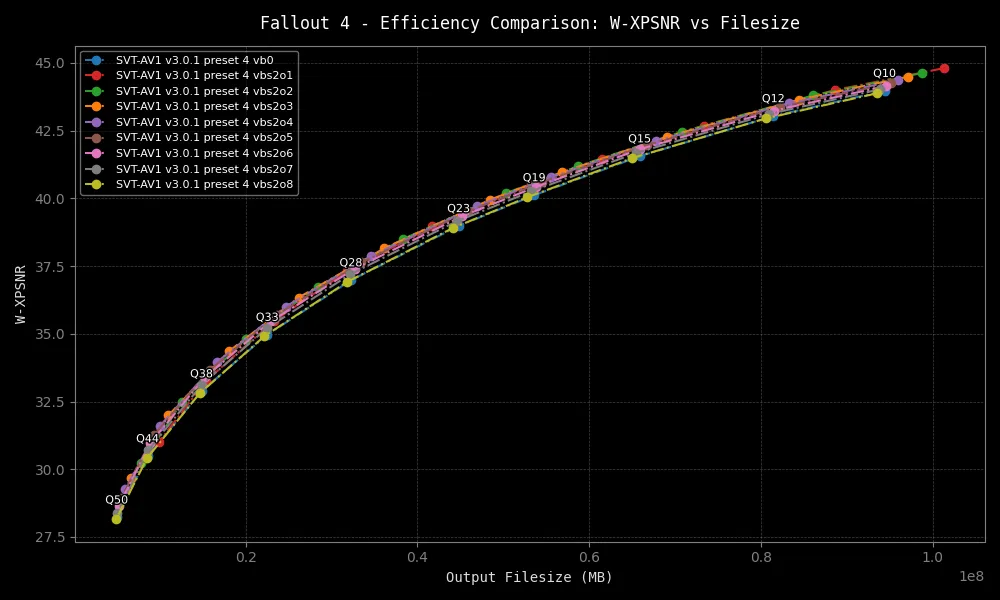 Fallout 4 - Efficiency Comparison: W-XPSNR vs Filesize
SVT-AV1 v3.0.1 preset 4 vb0
SVT-AV1 v3.0.1 preset 4 vbs2o1
SVT-AV1 v3.0.1 preset 4 vbs2o2
SVT-AV1 v3.0.1 preset 4 vbs2o3
SVT-AV1 v3.0.1 preset 4 vbs2o4
SVT-AV1 v3.0.1 preset 4 vbs2o5
SVT-AV1 v3.0.1 preset 4 vbs2o6
SVT-AV1 v3.0.1 preset 4 vbs2o7
SVT-AV1 v3.0.1 preset 4 vbs2o8
45.0
42.5
40.0
37.5
35.0
32.5
30.0
27.5
W-XPSNR
Q10
Q12
Q15
Q19
Q23
Q28
Q33
Q38
Q44
Q50
0.2
0.4
0.6
0.8
1.0
1e8
Output Filesize (MB)